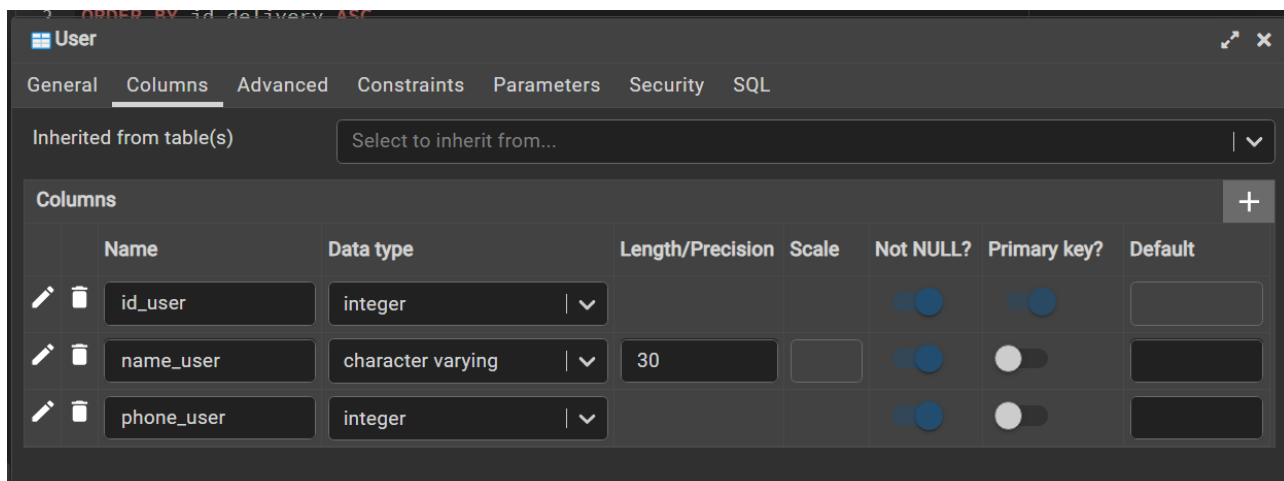 2 ORDER BY id_delivery ASC
User
General Columns Advanced Constraints Parameters Security SQL
Inherited from table(s) Select to inherit from...
Columns
Name Data type Length/Precision Scale Not NULL? Primary key? Default
id_user integer
name_user character varying 30
phone_user integer